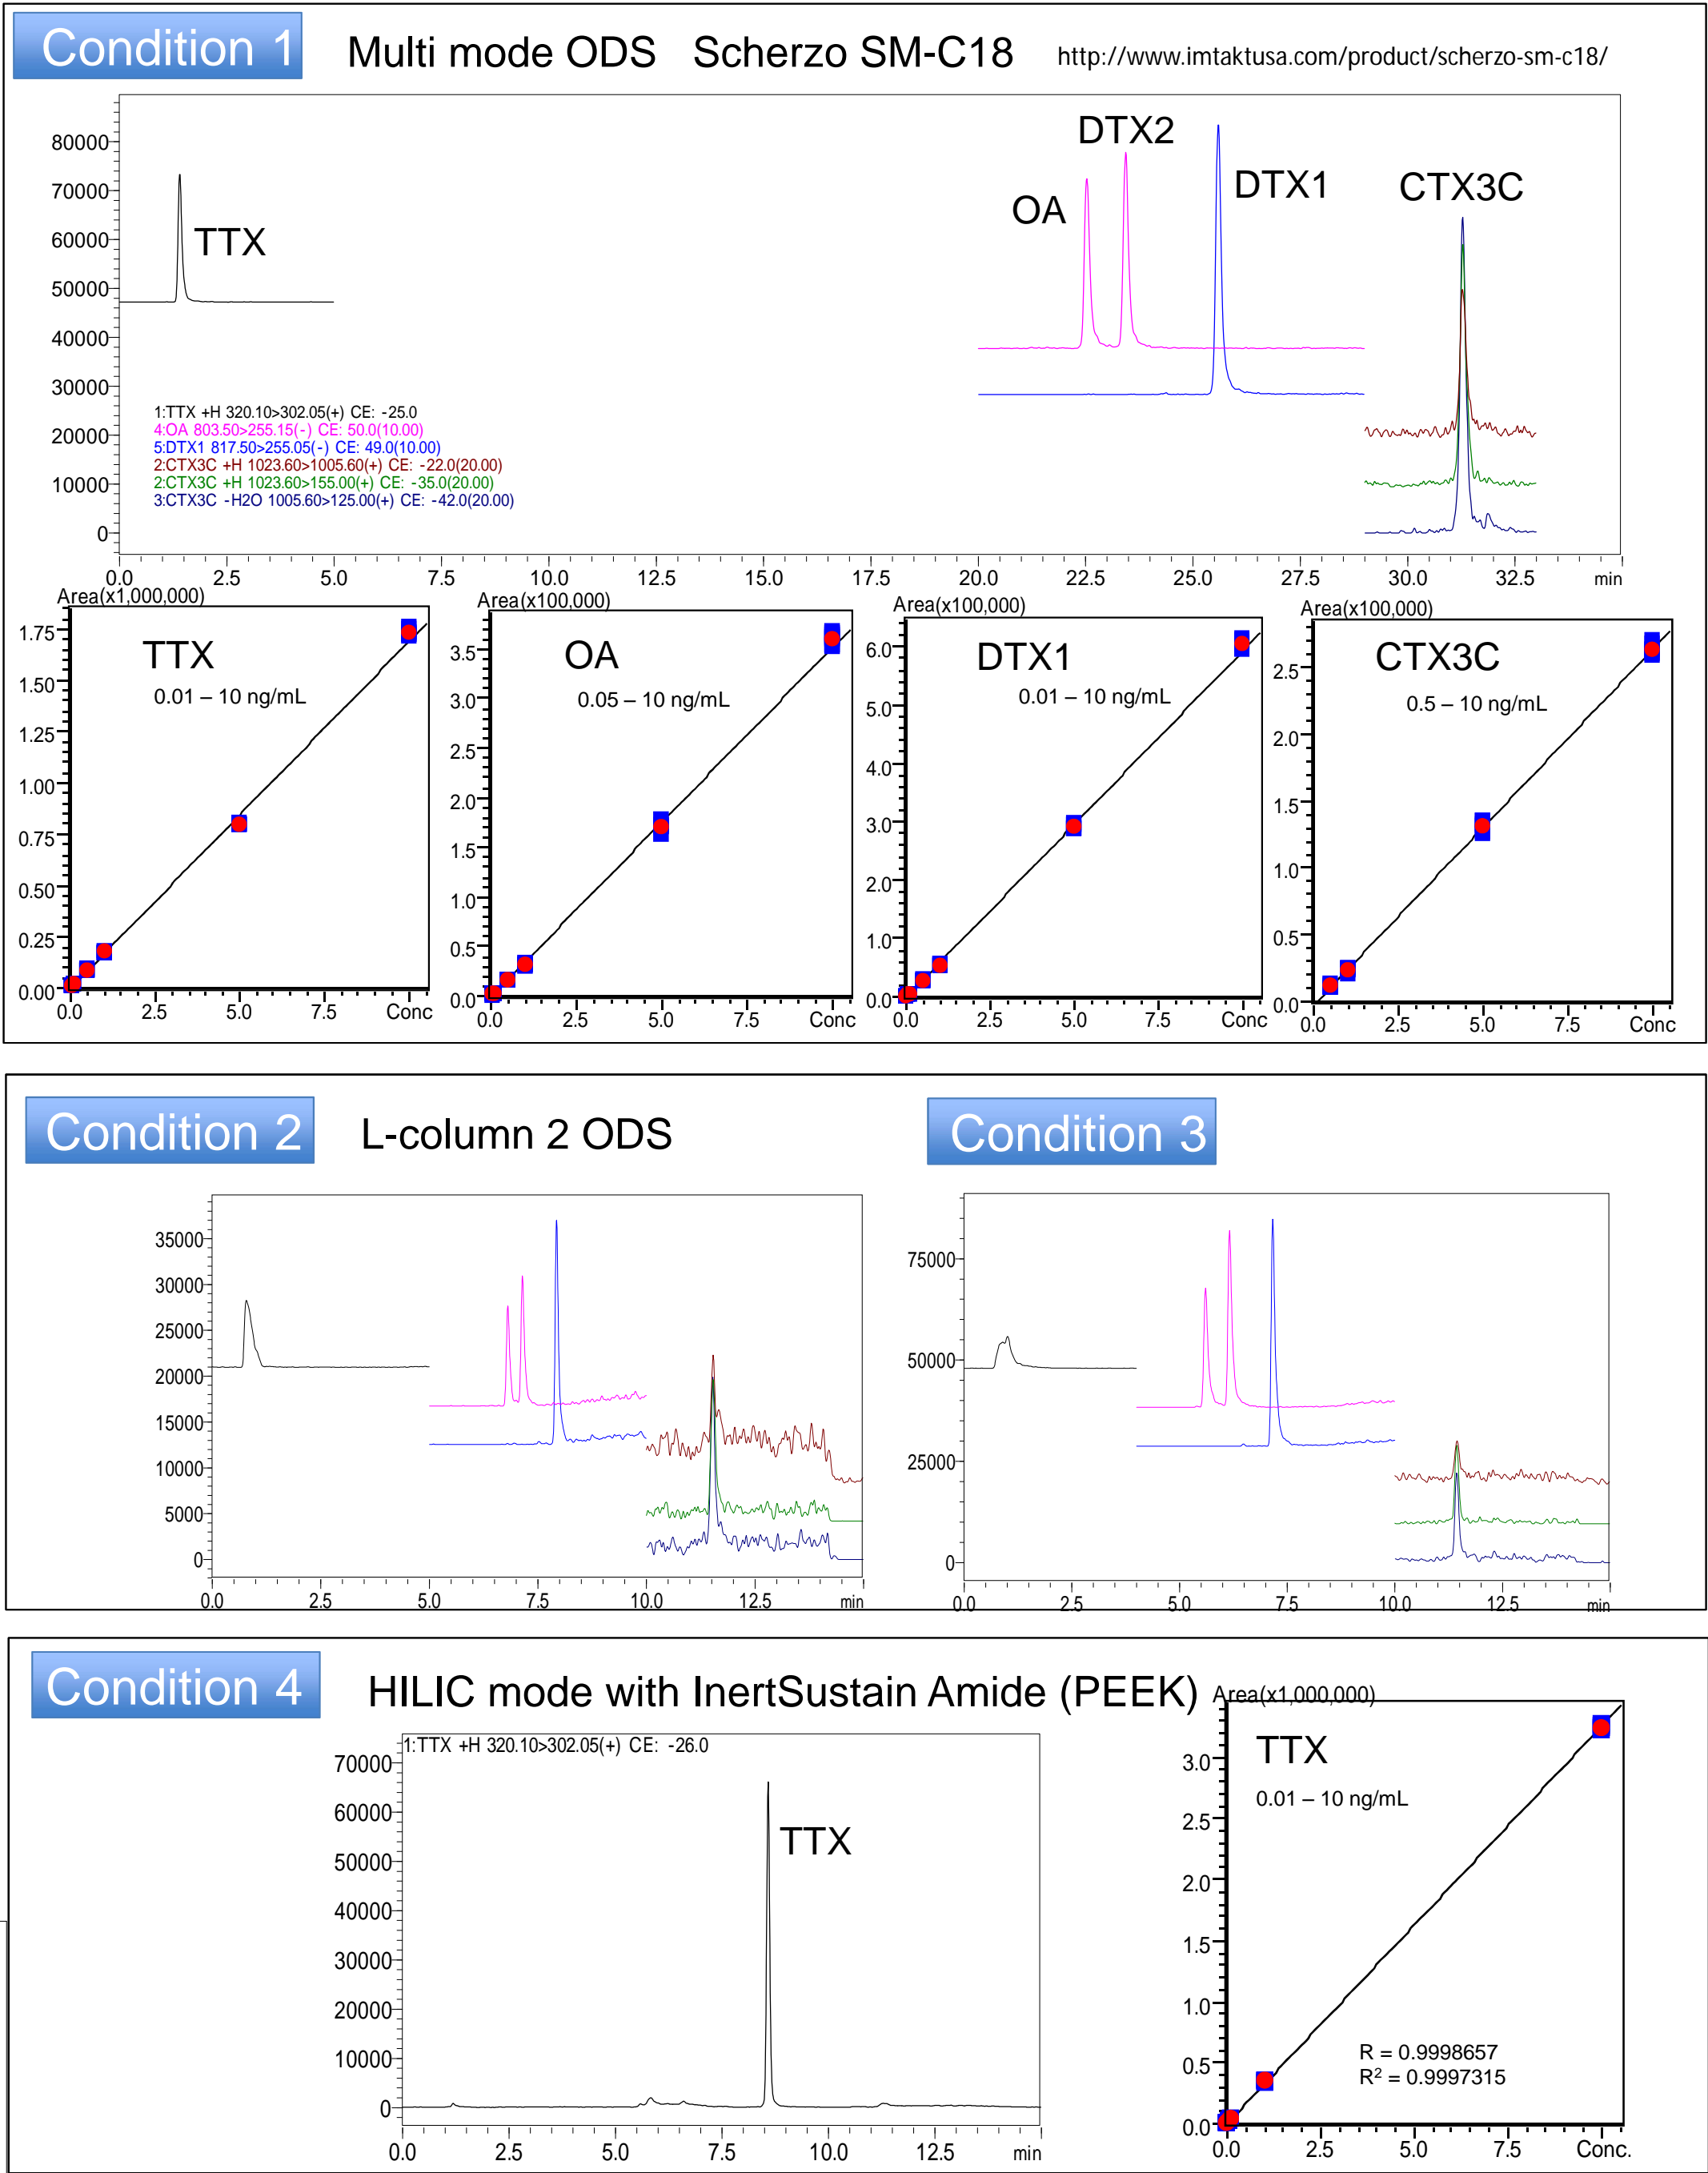 Condition 1
Multi mode ODS Scherzo SM-C18 http://www.imtaktusa.com/product/scherzo-sm-c18/
80000
70000
60000
50000
40000
30000
20000
10000
0
TTX
OA
DTX2
DTX1
CTX3C
1:TTX +H 320.10>302.05(+) CE: -25.0
4:OA 803.50>255.15(-) CE: 50.0(10.00)
5:DTX1 817.50>255.05(-) CE: 49.0(10.00)
2:CTX3C +H 1023.60>1005.60(+) CE: -22.0(20.00)
2:CTX3C +H 1023.60>155.00(+) CE: -35.0(20.00)
3:CTX3C -H2O 1005.60>125.00(+) CE: -42.0(20.00)
0.0 2.5 5.0 7.5 10.0 12.5 15.0 17.5 20.0 22.5 25.0 27.5 30.0 32.5 min
Area(x1,000,000)
TTX
0.01 – 10 ng/mL
1.75
1.50
1.25
1.00
0.75
0.50
0.25
0.00
0.0 2.5 5.0 7.5 Conc
Area(x100,000)
OA
0.05 – 10 ng/mL
3.5
3.0
2.5
2.0
1.5
1.0
0.5
0.0
0.0 2.5 5.0 7.5 Conc
Area(x100,000)
DTX1
0.01 – 10 ng/mL
6.0
5.0
4.0
3.0
2.0
1.0
0.0
0.0 2.5 5.0 7.5 Conc
Area(x100,000)
CTX3C
0.5 – 10 ng/mL
2.5
2.0
1.5
1.0
0.5
0.0
0.0 2.5 5.0 7.5 Conc
Condition 2
L-column 2 ODS
35000
30000
25000
20000
15000
10000
5000
0
0.0 2.5 5.0 7.5 10.0 12.5 min
Condition 3
75000
50000
25000
0
0.0 2.5 5.0 7.5 10.0 12.5 min
Condition 4
HILIC mode with InertSustain Amide (PEEK)
1:TTX +H 320.10>302.05(+) CE: -26.0
70000
60000
50000
40000
30000
20000
10000
0
TTX
0.0 2.5 5.0 7.5 10.0 12.5 min
Area(x1,000,000)
TTX
0.01 – 10 ng/mL
3.0
2.5
2.0
1.5
1.0
0.5
0.0
R = 0.9998657
R² = 0.9997315
0.0 2.5 5.0 7.5 Conc.